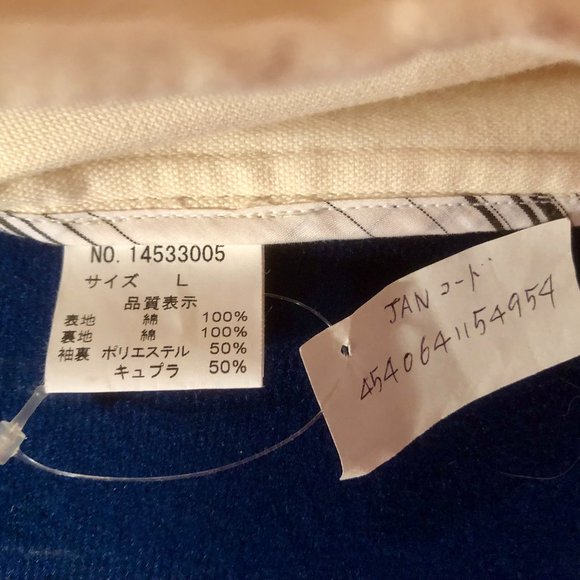 NO. 14533005
サイズ L
品質表示
表地 綿 100%
裏地 綿 100%
袖裏 ポリエステル 50%
キュプラ 50%
JANコード
4540641154954